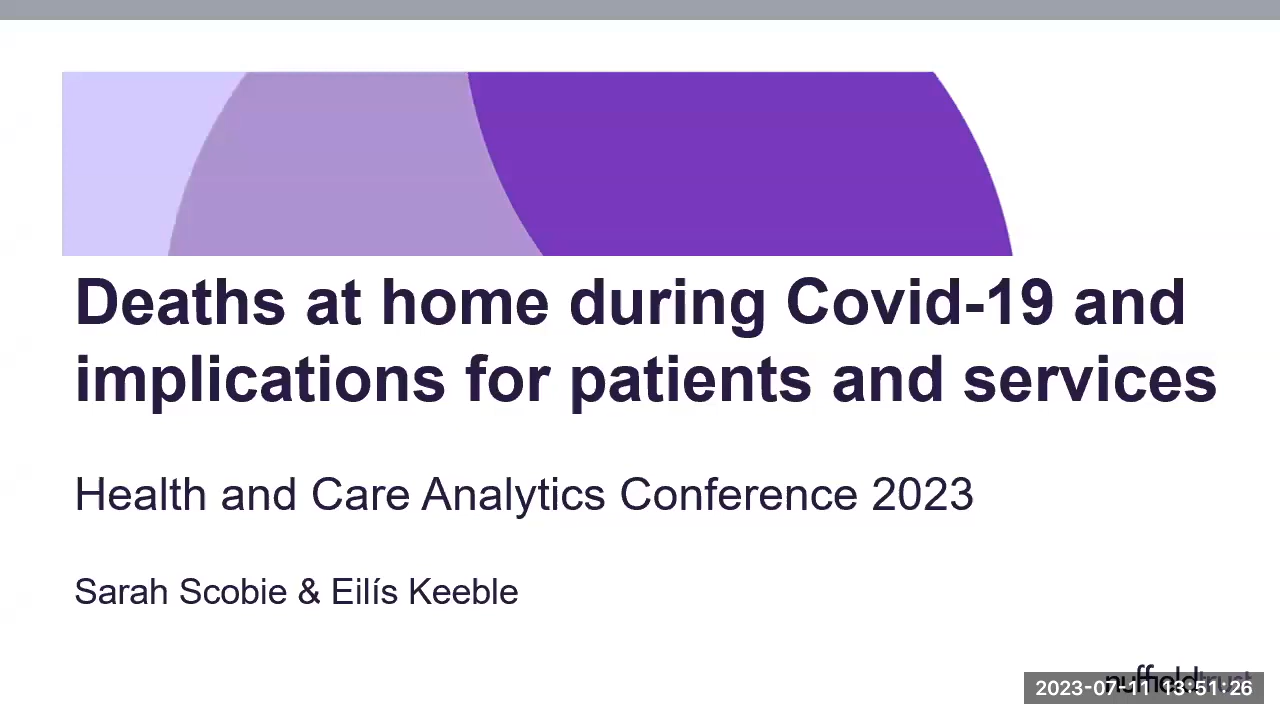 Deaths at home during Covid-19 and
implications for patients and services
Health and Care Analytics Conference 2023
Sarah Scobie & Eilís Keeble
nuffieldtrust
2023-07-11 13:51:26